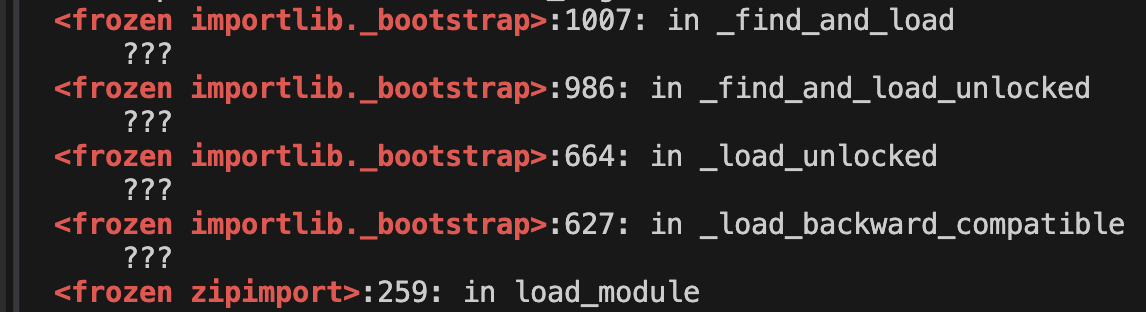 <frozen importlib._bootstrap>:1007: in _find_and_load
???
<frozen importlib._bootstrap>:986: in _find_and_load_unlocked
???
<frozen importlib._bootstrap>:664: in _load_unlocked
???
<frozen importlib._bootstrap>:627: in _load_backward_compatible
???
<frozen zipimport>:259: in load_module